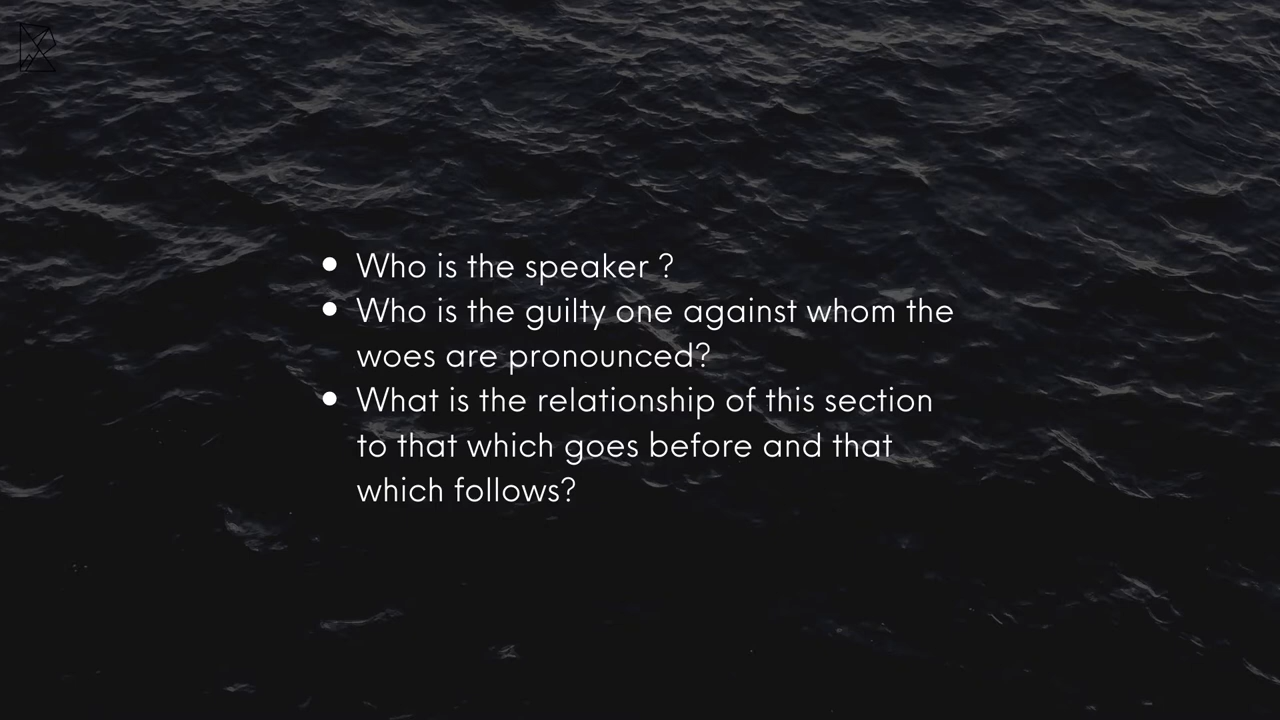 • Who is the speaker ?
• Who is the guilty one against whom the
woes are pronounced?
• What is the relationship of this section
to that which goes before and that
which follows?